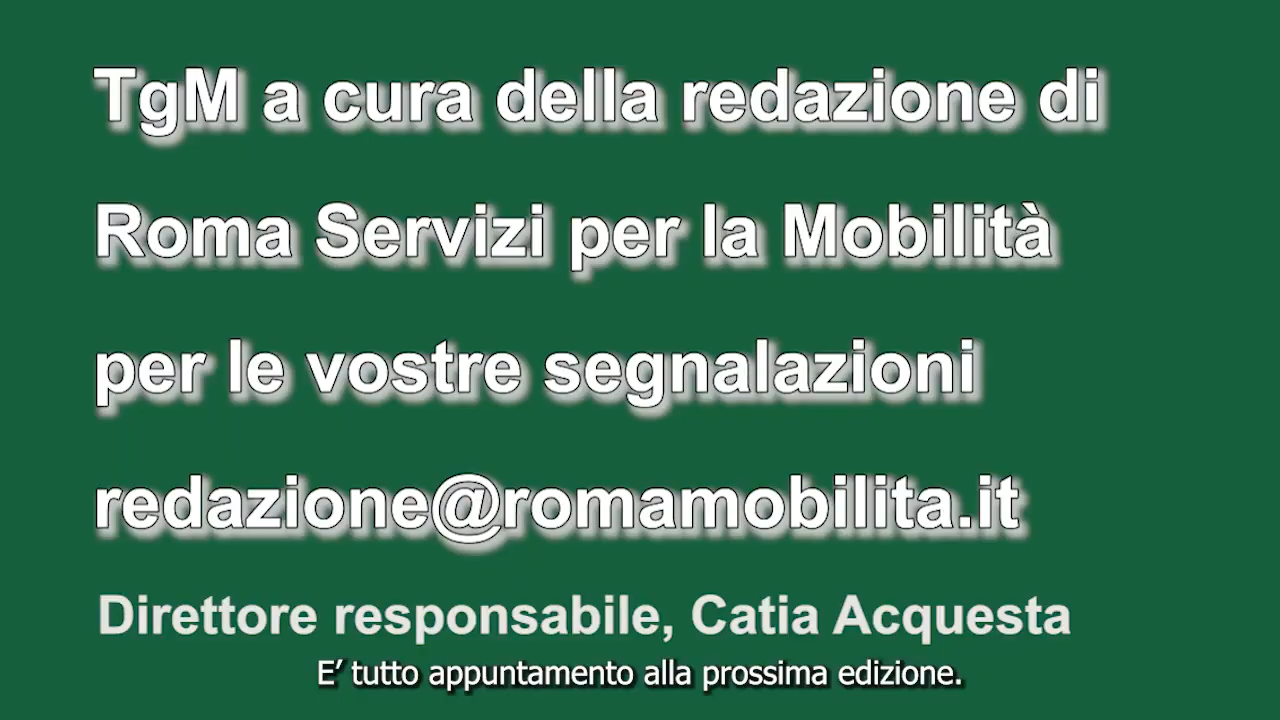 TgM a cura della redazione di
Roma Servizi per la Mobilità
per le vostre segnalazioni
redazione@romamobilita.it
Direttore responsabile, Catia Acquesta
E’ tutto appuntamento alla prossima edizione.